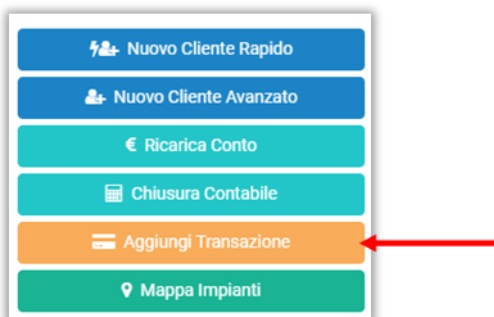 Nuovo Cliente Rapido
Nuovo Cliente Avanzato
€ Ricarica Conto
Chiusura Contabile
Aggiungi Transazione
Mappa Impianti